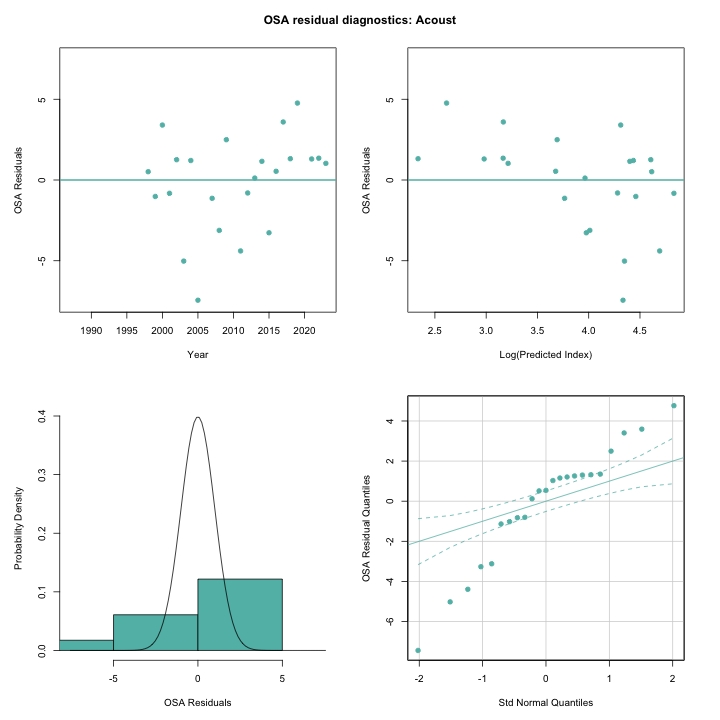 OSA residual diagnostics: Acoust
OSA Residuals
5
0
-5
1990 1995 2000 2005 2010 2015 2020
Year
OSA Residuals
5
0
-5
2.5 3.0 3.5 4.0 4.5
Log(Predicted Index)
Probability Density
0.4
0.3
0.2
0.1
0.0
-5 0 5
OSA Residuals
OSA Residual Quantiles
4
2
0
-2
-4
-6
-2 -1 0 1 2
Std Normal Quantiles